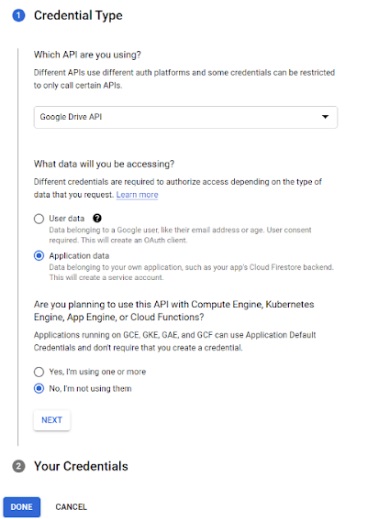 1 Credential Type
Which API are you using?
Different APIs use different auth platforms and some credentials can be restricted
to only call certain APIs.
Google Drive API
What data will you be accessing?
Different credentials are required to authorize access depending on the type of
data that you request. Learn more
User data ?
Data belonging to a Google user, like their email address or age. User consent
required. This will create an OAuth client.
Application data
Data belonging to your own application, such as your app's Cloud Firestore backend.
This will create a service account.
Are you planning to use this API with Compute Engine, Kubernetes
Engine, App Engine, or Cloud Functions?
Applications running on GCE, GKE, GAE, and GCF can use Application Default
Credentials and don't require that you create a credential.
Yes, I'm using one or more
No, I'm not using them
NEXT
2 Your Credentials
DONE CANCEL